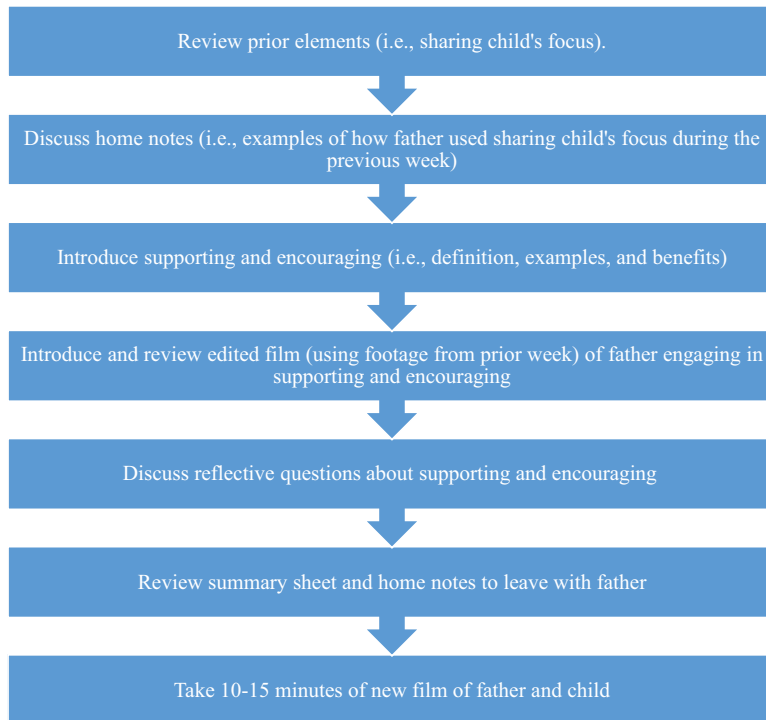 Review prior elements (i.e., sharing child's focus).
Discuss home notes (i.e., examples of how father used sharing child's focus during the
previous week)
Introduce supporting and encouraging (i.e., definition, examples, and benefits)
Introduce and review edited film (using footage from prior week) of father engaging in
supporting and encouraging
Discuss reflective questions about supporting and encouraging
Review summary sheet and home notes to leave with father
Take 10-15 minutes of new film of father and child